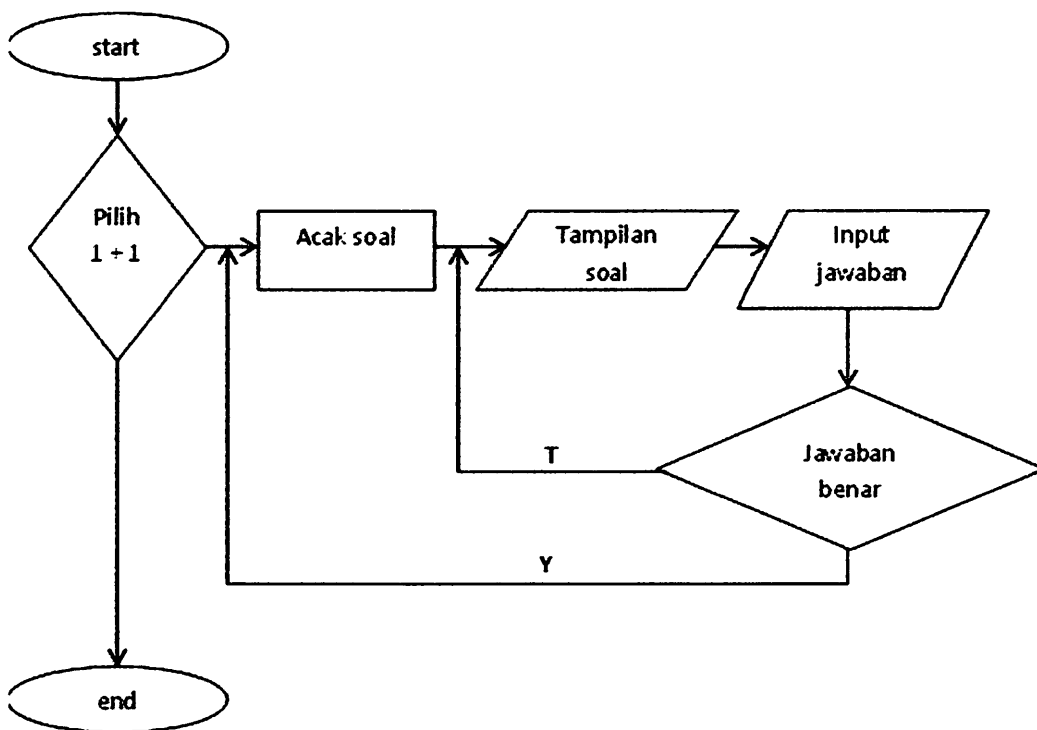 start
Pilih
1 + 1
Acak soal
Tampilan
soal
Input
jawaban
Jawaban
benar
T
Y
end